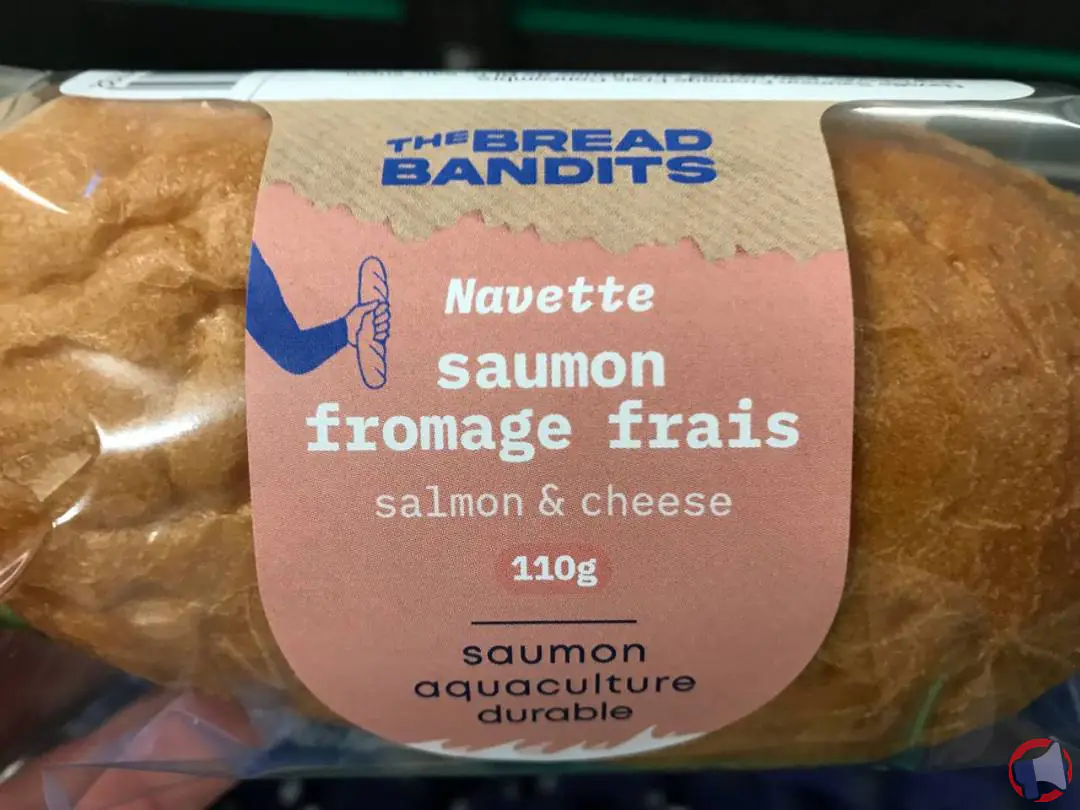 THE BREAD
BANDITS
Navette
saumon
fromage frais
salmon & cheese
110g
saumon
aquaculture
durable